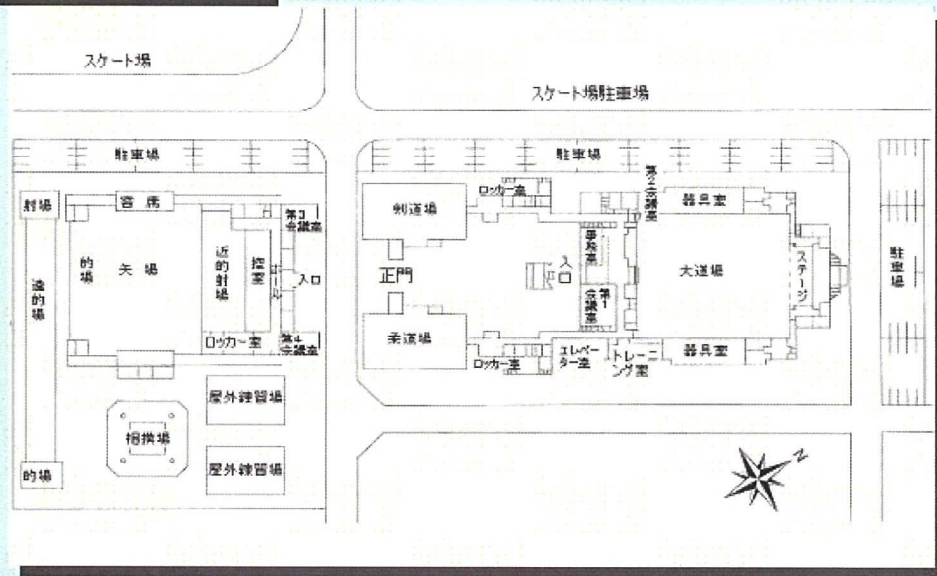 スケート場
スケート場駐車場
駐車場
駐車場
射場
遠的場
的場
的場
矢場
近的射場
控室
ホール
第3
会議室
入口
ロッカー室
第4
会議室
屋外練習場
屋外練習場
相撲場
剣道場
ロッカー室
正門
柔道場
ロッカー室
入口
事務室
第1
会議室
第2会議室
器具室
大道場
ステージ
エレベー
ター室
トレーニ
ング室
器具室
駐車場
N